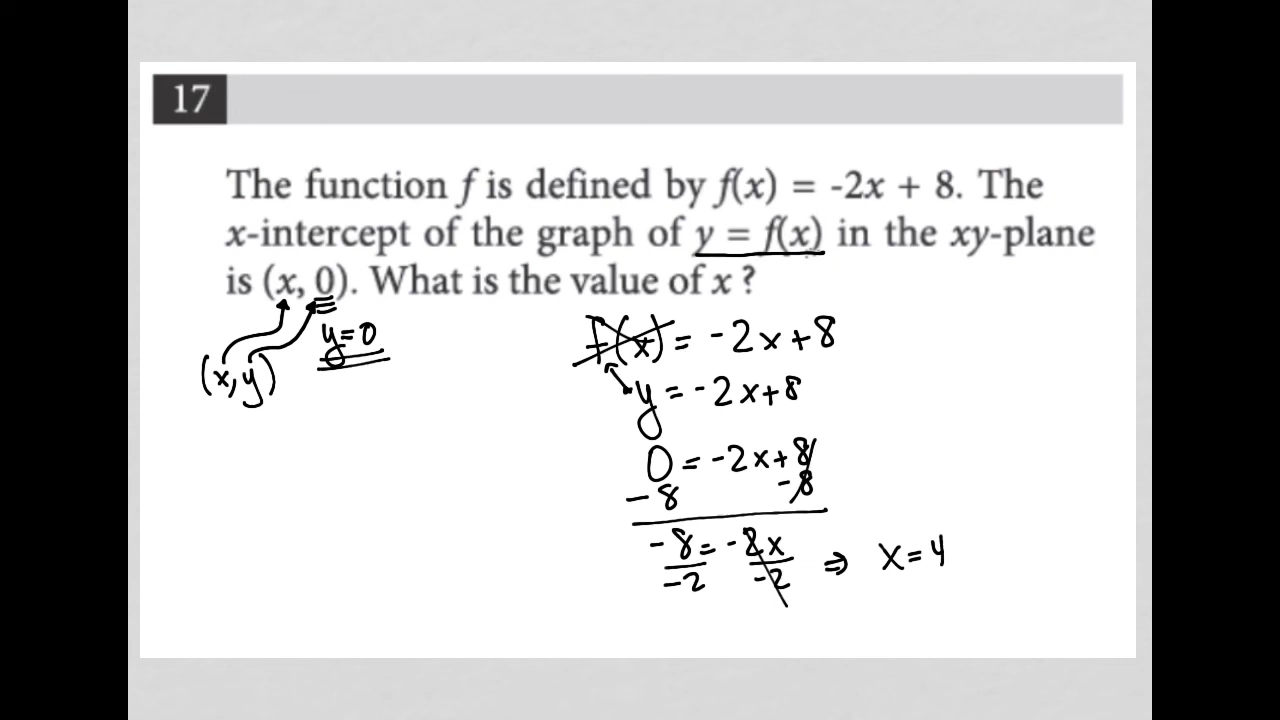 17
The function f is defined by f(x) = -2x + 8. The
x-intercept of the graph of y = f(x) in the xy-plane
is (x, 0). What is the value of x ?
y=0
(x,y)
f(x) = -2x+8
y = -2x+8
0 = -2x+8
-8 -8
-8 = -2x
-2 -2
⇒ x=4